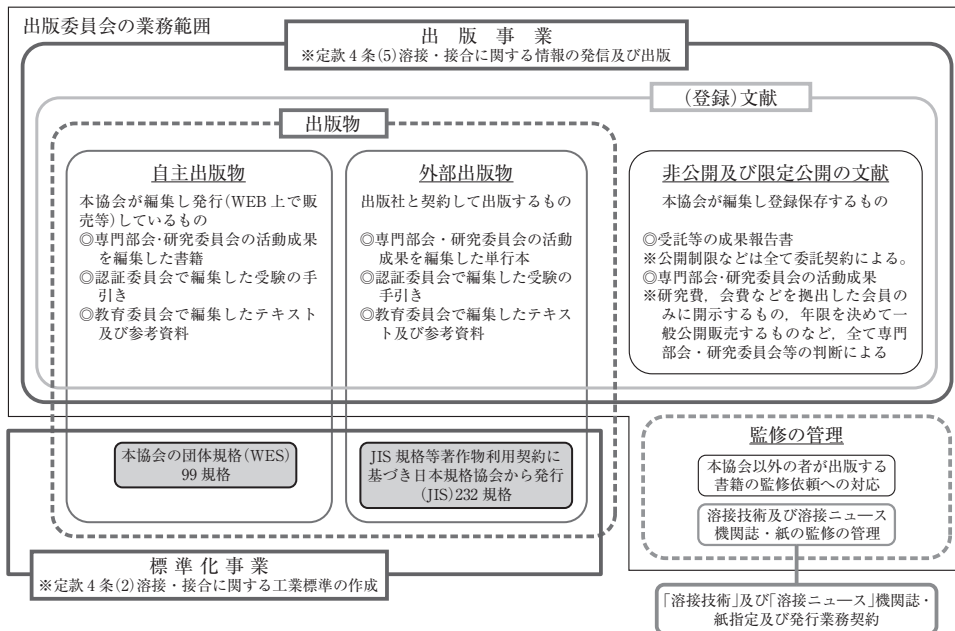 出版委員会の業務範囲
出版事業
※定款4条(5)溶接・接合に関する情報の発信及び出版
(登録)文献
出版物
自主出版物
本協会が編集し発行(WEB上で販
売等)しているもの
◎専門部会・研究委員会の活動成果
を編集した書籍
◎認証委員会で編集した受験の手
引き
◎教育委員会で編集したテキスト
及び参考資料
外部出版物
出版社と契約して出版するもの
◎専門部会・研究委員会の活動
成果を編集した単行本
◎認証委員会で編集した受験の
手引き
◎教育委員会で編集したテキス
ト及び参考資料
非公開及び限定公開の文献
本協会が編集し登録保存するもの
◎受託等の成果報告書
※公開制限などは全て委託契約による。
◎専門部会・研究委員会の活動成果
※研究費，会費などを拠出した会員の
みに開示するもの，年限を決めて一
般公開販売するものなど，全て専門
部会・研究委員会等の判断による
本協会の団体規格(WES)
99規格
JIS規格等著作物利用契約に
基づき日本規格協会から発行
(JIS)232規格
標準化事業
※定款4条(2)溶接・接合に関する工業標準の作成
監修の管理
本協会以外の者が出版する
書籍の監修依頼への対応
溶接技術及び溶接ニュース
機関誌・紙の監修の管理
「溶接技術」及び「溶接ニュース」機関誌・
紙指定及び発行業務契約